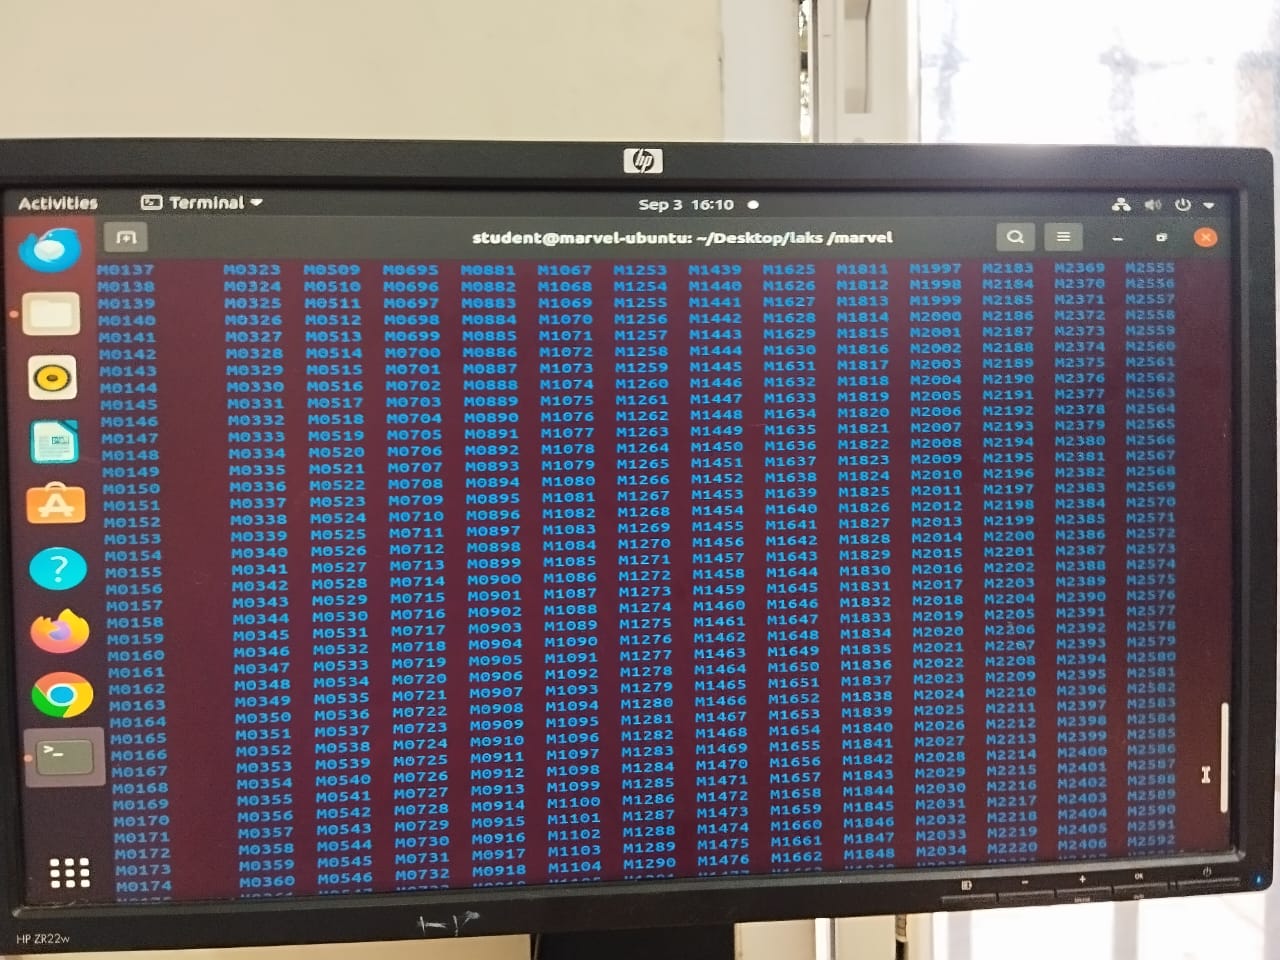 hp
Activities Terminal Sep 3 16:10
student@marvel-ubuntu: ~/Desktop/laks /marvel
M0137 M0323 M0509 M0695 M0881 M1067 M1253 M1439 M1625 M1811 M1997 M2183 M2369 M2555
M0138 M0324 M0510 M0696 M0882 M1068 M1254 M1440 M1626 M1812 M1998 M2184 M2370 M2556
M0139 M0325 M0511 M0697 M0883 M1069 M1255 M1441 M1627 M1813 M1999 M2185 M2371 M2557
M0140 M0326 M0512 M0698 M0884 M1070 M1256 M1442 M1628 M1814 M2000 M2186 M2372 M2558
M0141 M0327 M0513 M0699 M0885 M1071 M1257 M1443 M1629 M1815 M2001 M2187 M2373 M2559
M0142 M0328 M0514 M0700 M0886 M1072 M1258 M1444 M1630 M1816 M2002 M2188 M2374 M2560
M0143 M0329 M0515 M0701 M0887 M1073 M1259 M1445 M1631 M1817 M2003 M2189 M2375 M2561
M0144 M0330 M0516 M0702 M0888 M1074 M1260 M1446 M1632 M1818 M2004 M2190 M2376 M2562
M0145 M0331 M0517 M0703 M0889 M1075 M1261 M1447 M1633 M1819 M2005 M2191 M2377 M2563
M0146 M0332 M0518 M0704 M0890 M1076 M1262 M1448 M1634 M1820 M2006 M2192 M2378 M2564
M0147 M0333 M0519 M0705 M0891 M1077 M1263 M1449 M1635 M1821 M2007 M2193 M2379 M2565
M0148 M0334 M0520 M0706 M0892 M1078 M1264 M1450 M1636 M1822 M2008 M2194 M2380 M2566
M0149 M0335 M0521 M0707 M0893 M1079 M1265 M1451 M1637 M1823 M2009 M2195 M2381 M2567
M0150 M0336 M0522 M0708 M0894 M1080 M1266 M1452 M1638 M1824 M2010 M2196 M2382 M2568
M0151 M0337 M0523 M0709 M0895 M1081 M1267 M1453 M1639 M1825 M2011 M2197 M2383 M2569
M0152 M0338 M0524 M0710 M0896 M1082 M1268 M1454 M1640 M1826 M2012 M2198 M2384 M2570
M0153 M0339 M0525 M0711 M0897 M1083 M1269 M1455 M1641 M1827 M2013 M2199 M2385 M2571
M0154 M0340 M0526 M0712 M0898 M1084 M1270 M1456 M1642 M1828 M2014 M2200 M2386 M2572
M0155 M0341 M0527 M0713 M0899 M1085 M1271 M1457 M1643 M1829 M2015 M2201 M2387 M2573
M0156 M0342 M0528 M0714 M0900 M1086 M1272 M1458 M1644 M1830 M2016 M2202 M2388 M2574
M0157 M0343 M0529 M0715 M0901 M1087 M1273 M1459 M1645 M1831 M2017 M2203 M2389 M2575
M0158 M0344 M0530 M0716 M0902 M1088 M1274 M1460 M1646 M1832 M2018 M2204 M2390 M2576
M0159 M0345 M0531 M0717 M0903 M1089 M1275 M1461 M1647 M1833 M2019 M2205 M2391 M2577
M0160 M0346 M0532 M0718 M0904 M1090 M1276 M1462 M1648 M1834 M2020 M2206 M2392 M2578
M0161 M0347 M0533 M0719 M0905 M1091 M1277 M1463 M1649 M1835 M2021 M2207 M2393 M2579
M0162 M0348 M0534 M0720 M0906 M1092 M1278 M1464 M1650 M1836 M2022 M2208 M2394 M2580
M0163 M0349 M0535 M0721 M0907 M1093 M1279 M1465 M1651 M1837 M2023 M2209 M2395 M2581
M0164 M0350 M0536 M0722 M0908 M1094 M1280 M1466 M1652 M1838 M2024 M2210 M2396 M2582
M0165 M0351 M0537 M0723 M0909 M1095 M1281 M1467 M1653 M1839 M2025 M2211 M2397 M2583
M0166 M0352 M0538 M0724 M0910 M1096 M1282 M1468 M1654 M1840 M2026 M2212 M2398 M2584
M0167 M0353 M0539 M0725 M0911 M1097 M1283 M1469 M1655 M1841 M2027 M2213 M2399 M2585
M0168 M0354 M0540 M0726 M0912 M1098 M1284 M1470 M1656 M1842 M2028 M2214 M2400 M2586
M0169 M0355 M0541 M0727 M0913 M1099 M1285 M1471 M1657 M1843 M2029 M2215 M2401 M2587
M0170 M0356 M0542 M0728 M0914 M1100 M1286 M1472 M1658 M1844 M2030 M2216 M2402 M2588
M0171 M0357 M0543 M0729 M0915 M1101 M1287 M1473 M1659 M1845 M2031 M2217 M2403 M2589
M0172 M0358 M0544 M0730 M0916 M1102 M1288 M1474 M1660 M1846 M2032 M2218 M2404 M2590
M0173 M0359 M0545 M0731 M0917 M1103 M1289 M1475 M1661 M1847 M2033 M2219 M2405 M2591
M0174 M0360 M0546 M0732 M0918 M1104 M1290 M1476 M1662 M1848 M2034 M2220 M2406 M2592
HP ZR22w